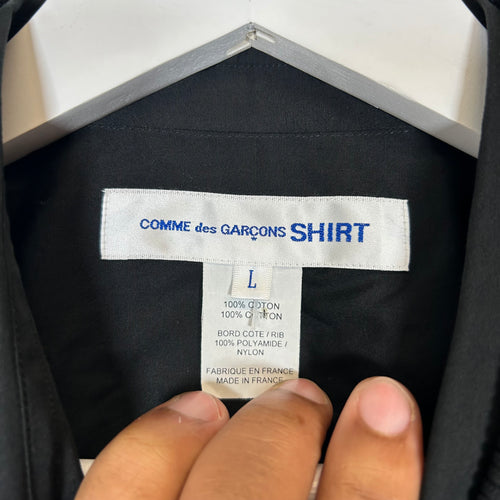 COMME des GARÇONS SHIRT
L
100% COTON
100% COTTON
BORD COTE / RIB
100% POLYAMIDE /
NYLON
FABRIQUE EN FRANCE
MADE IN FRANCE